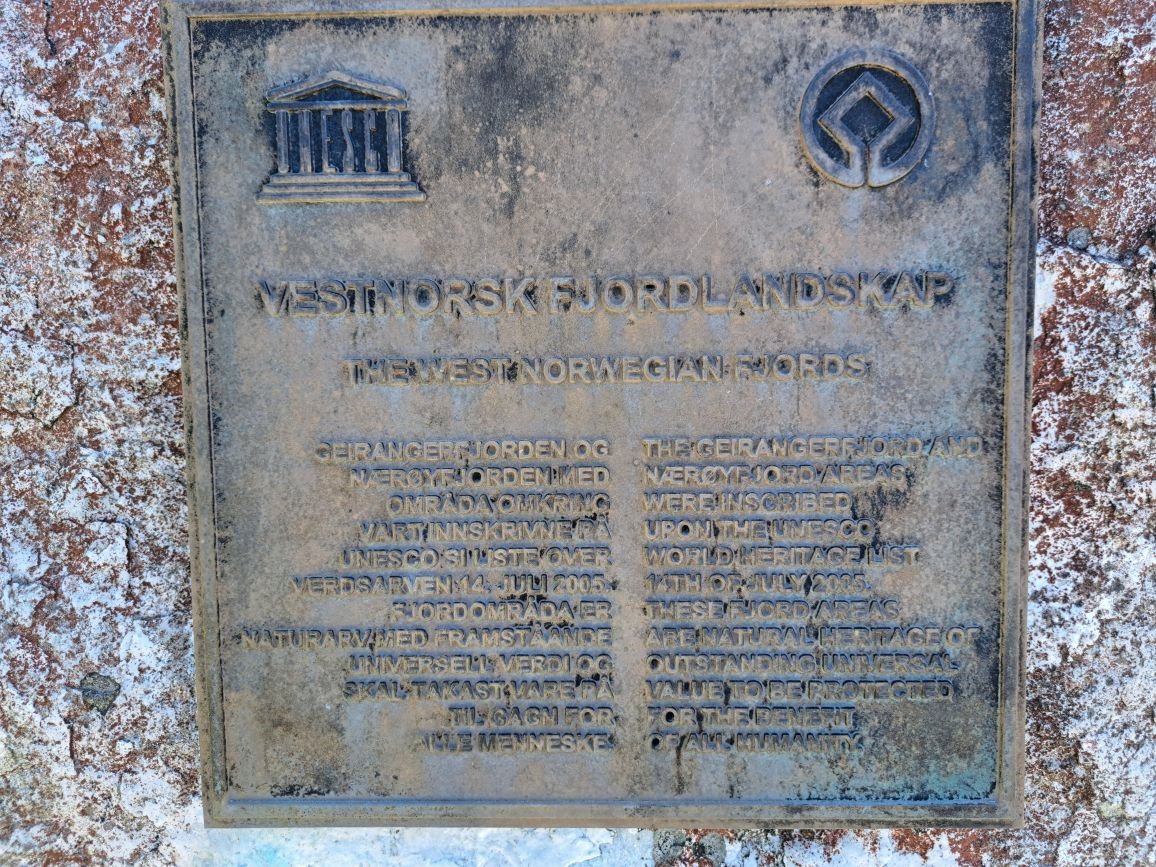 UNESCO
VESTNORSK FJORDLANDSKAP
THE WEST NORWEGIAN FJORDS
GEIRANGERFJORDEN OG
NÆRØYFJORDEN MED
OMRÅDA OMKRING
VART INNSKRIVNE PÅ
UNESCO SI LISTE OVER
VERDSARVEN 14. JULI 2005.
FJORDOMRÅDA ER
NATURARV MED FRAMSTÅANDE
UNIVERSELL VERDI OG
SKAL TAKAST VARE PÅ
TIL GAGN FOR
ALLE MENNESKE.
THE GEIRANGERFJORD AND
NÆRØYFJORD AREAS
WERE INSCRIBED
UPON THE UNESCO
WORLD HERITAGE LIST
14TH OF JULY 2005.
THESE FJORD AREAS
ARE NATURAL HERITAGE OF
OUTSTANDING UNIVERSAL
VALUE TO BE PROTECTED
FOR THE BENEFIT
OF ALL HUMANITY.